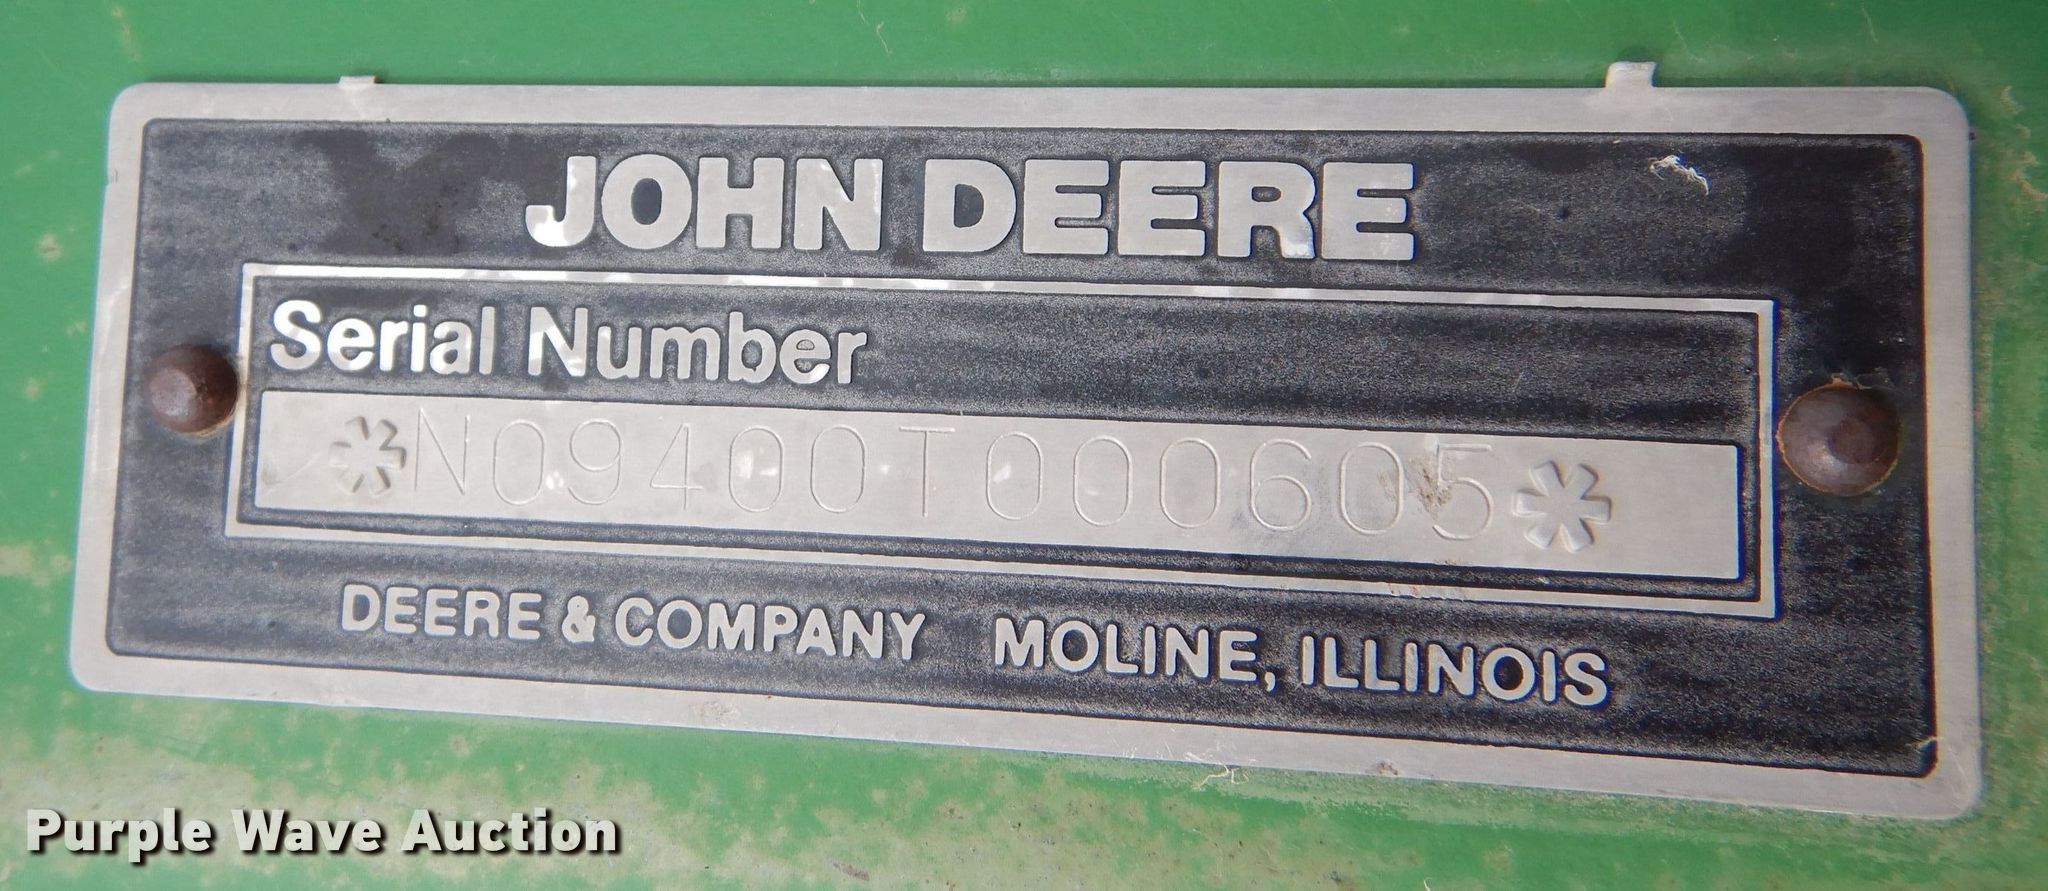 JOHN DEERE
Serial Number
*N09400T000605*
DEERE & COMPANY MOLINE, ILLINOIS
Purple Wave Auction